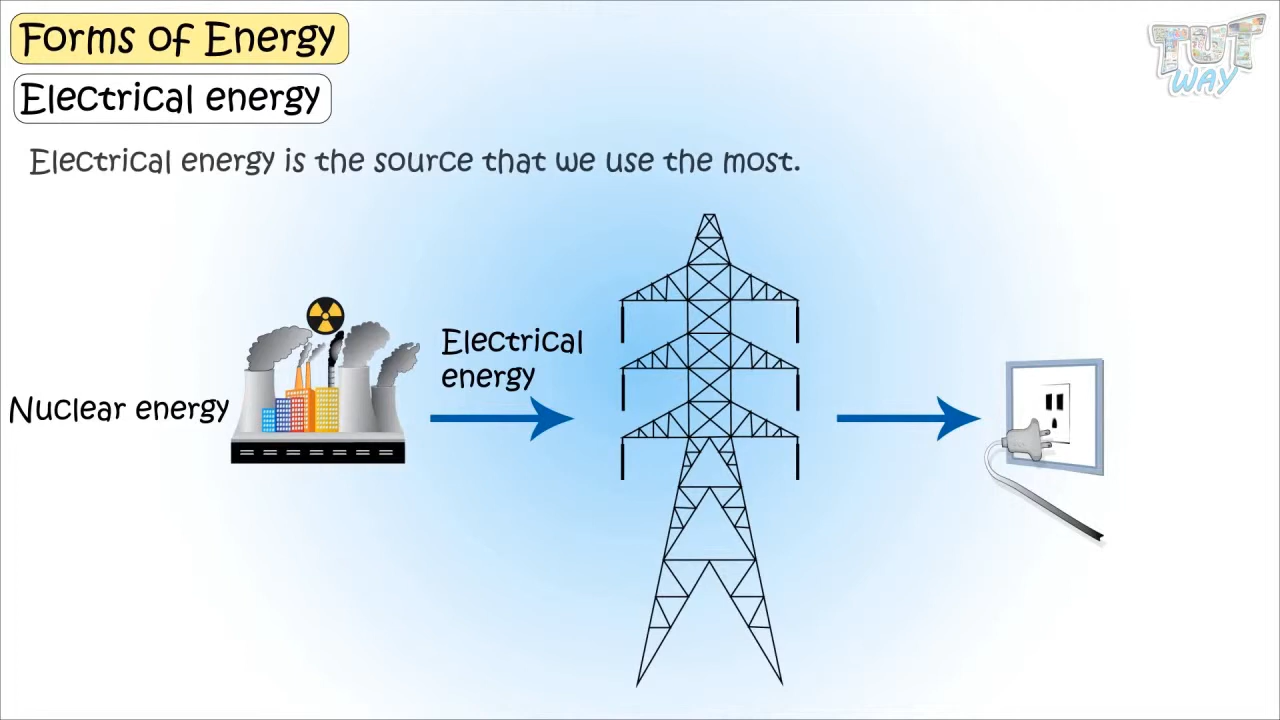 Forms of Energy
TUT
WAY
Electrical energy
Electrical energy is the source that we use the most.
Electrical
energy
Nuclear energy